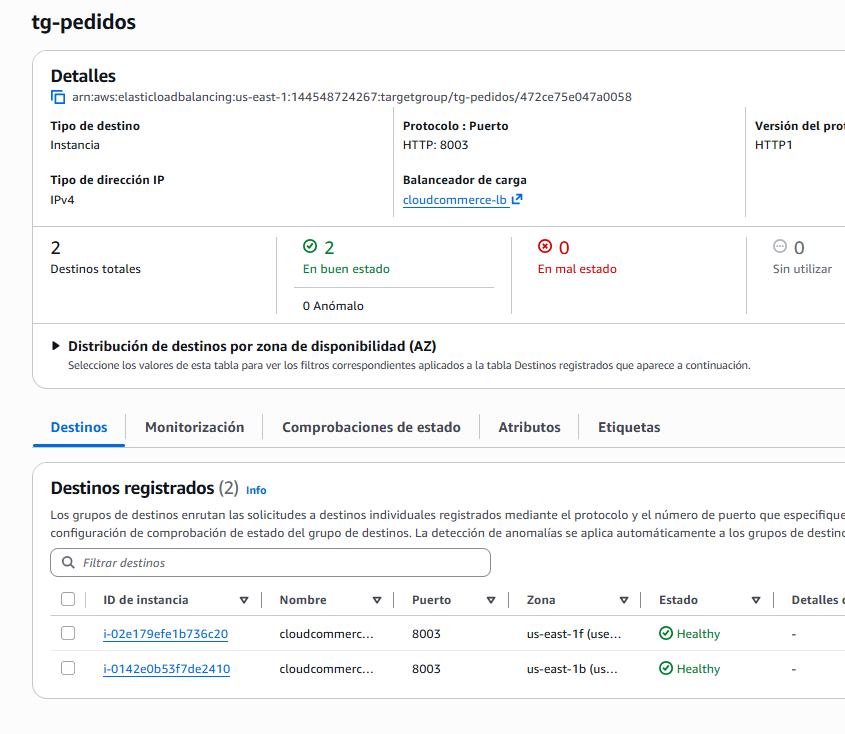 tg-pedidos
Detalles
arn:aws:elasticloadbalancing:us-east-1:144548724267:targetgroup/tg-pedidos/472ce75e047a0058
Tipo de destino
Instancia
Protocolo : Puerto
HTTP: 8003
Versión del prot
HTTP1
Tipo de dirección IP
IPv4
Balanceador de carga
cloudcommerce-lb
2
Destinos totales
2
En buen estado
0 Anómalo
0
En mal estado
0
Sin utilizar
Distribución de destinos por zona de disponibilidad (AZ)
Seleccione los valores de esta tabla para ver los filtros correspondientes aplicados a la tabla Destinos registrados que aparece a continuación.
Destinos Monitorización Comprobaciones de estado Atributos Etiquetas
Destinos registrados (2) Info
Los grupos de destinos enrutan las solicitudes a destinos individuales registrados mediante el protocolo y el número de puerto que especifique
configuración de comprobación de estado del grupo de destinos. La detección de anomalías se aplica automáticamente a los grupos de destino
Filtrar destinos
ID de instancia Nombre Puerto Zona Estado Detalles
i-02e179efe1b736c20 cloudcommerc... 8003 us-east-1f (use... Healthy -
i-0142e0b53f7de2410 cloudcommerc... 8003 us-east-1b (us... Healthy -